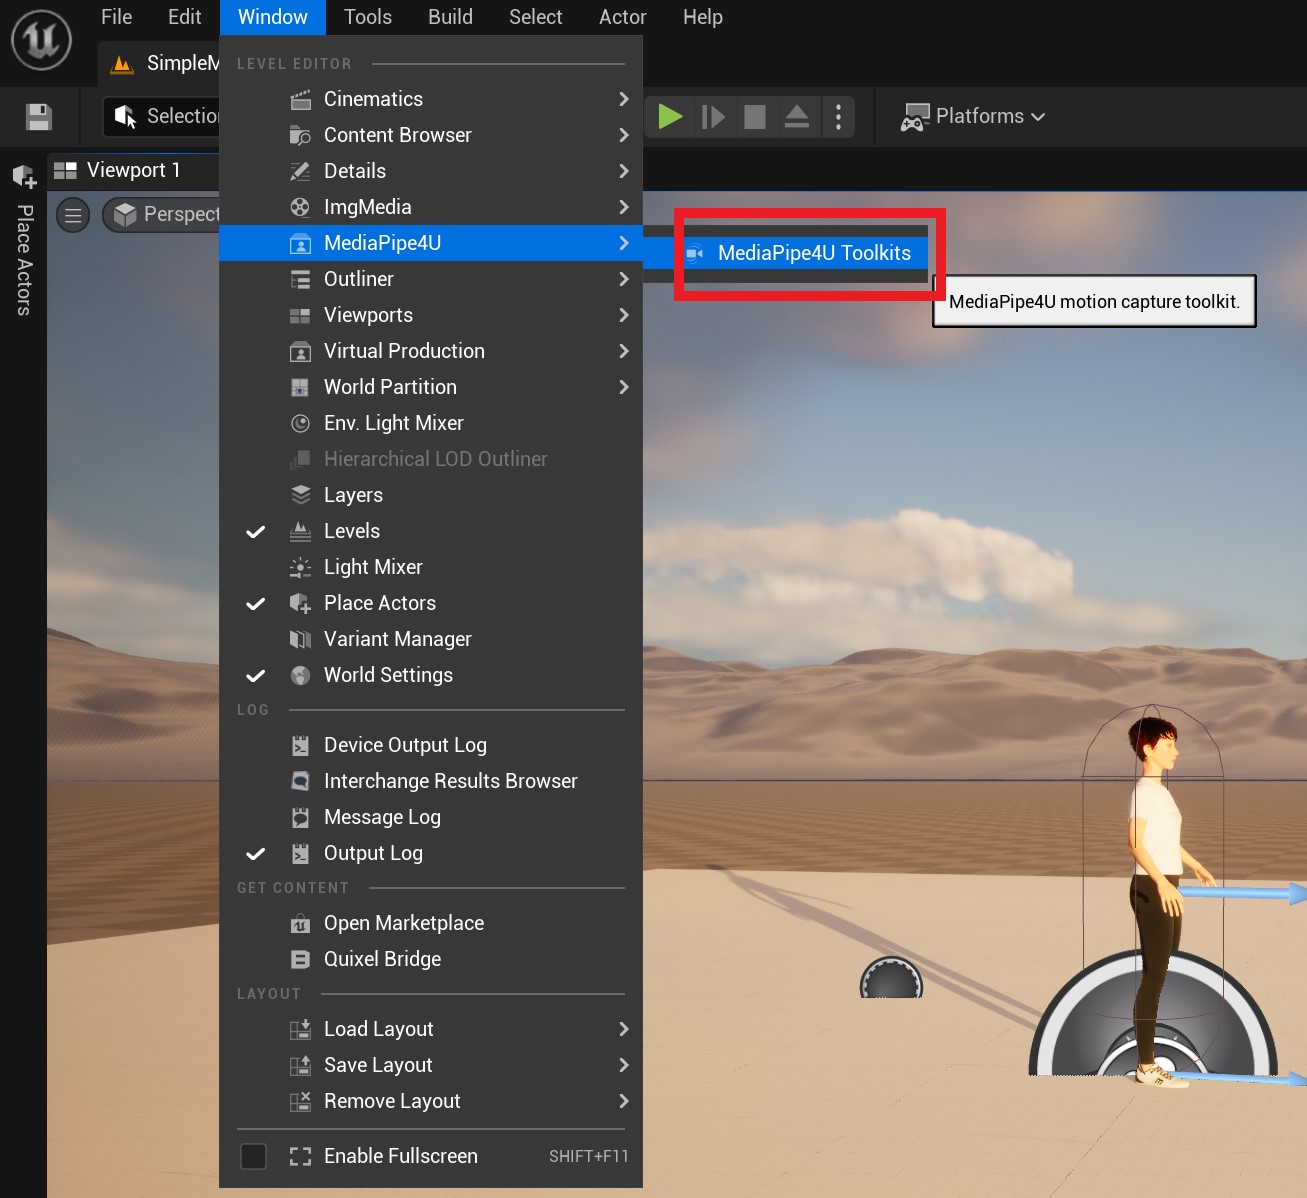 File Edit Window Tools Build Select Actor Help
SimpleM
Selection
Platforms
Viewport 1
Perspect
Place Actors
LEVEL EDITOR
Cinematics
Content Browser
Details
ImgMedia
MediaPipe4U
MediaPipe4U Toolkits
MediaPipe4U motion capture toolkit.
Outliner
Viewports
Virtual Production
World Partition
Env. Light Mixer
Hierarchical LOD Outliner
Layers
Levels
Light Mixer
Place Actors
Variant Manager
World Settings
LOG
Device Output Log
Interchange Results Browser
Message Log
Output Log
GET CONTENT
Open Marketplace
Quixel Bridge
LAYOUT
Load Layout
Save Layout
Remove Layout
Enable Fullscreen SHIFT+F11